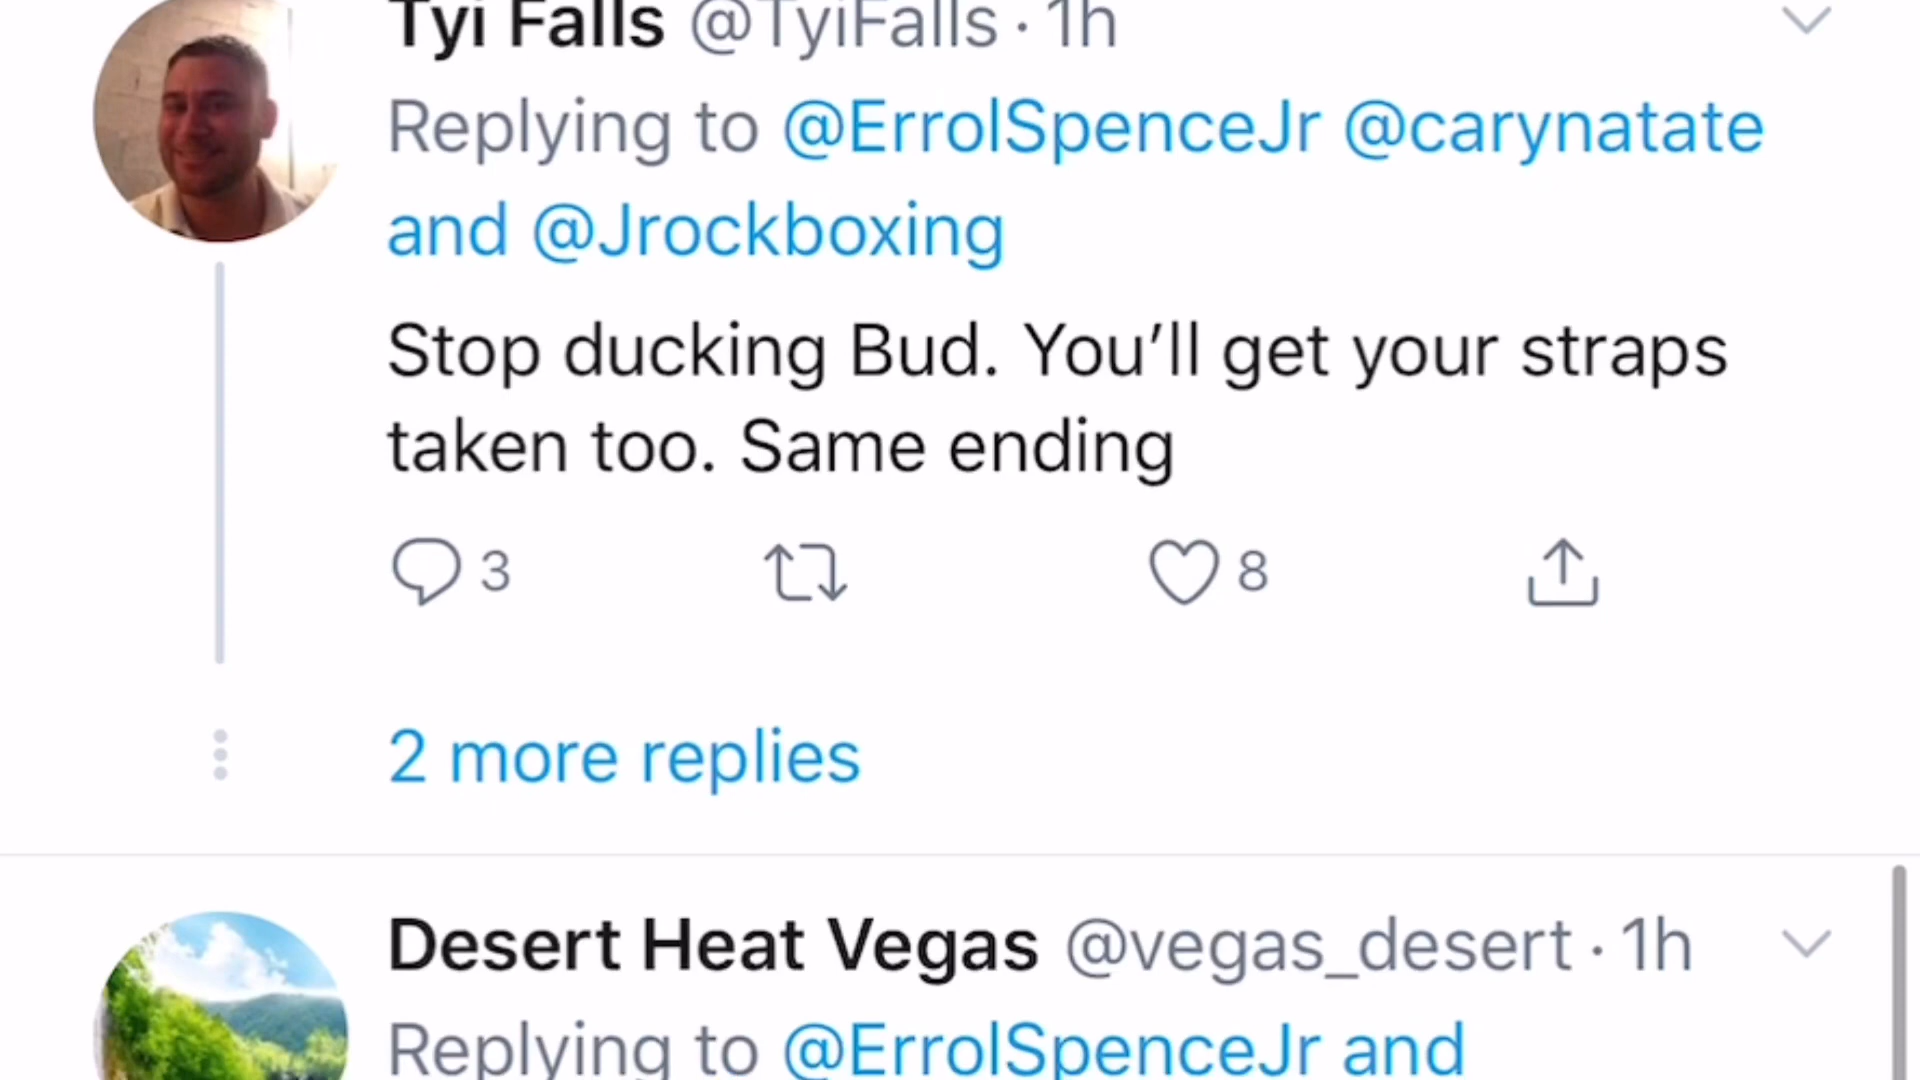 Tyi Falls @TyiFalls · 1h
Replying to @ErrolSpenceJr @carynatate
and @Jrockboxing
Stop ducking Bud. You’ll get your straps
taken too. Same ending
3 8
2 more replies
Desert Heat Vegas @vegas_desert · 1h
Replying to @ErrolSpenceJr and